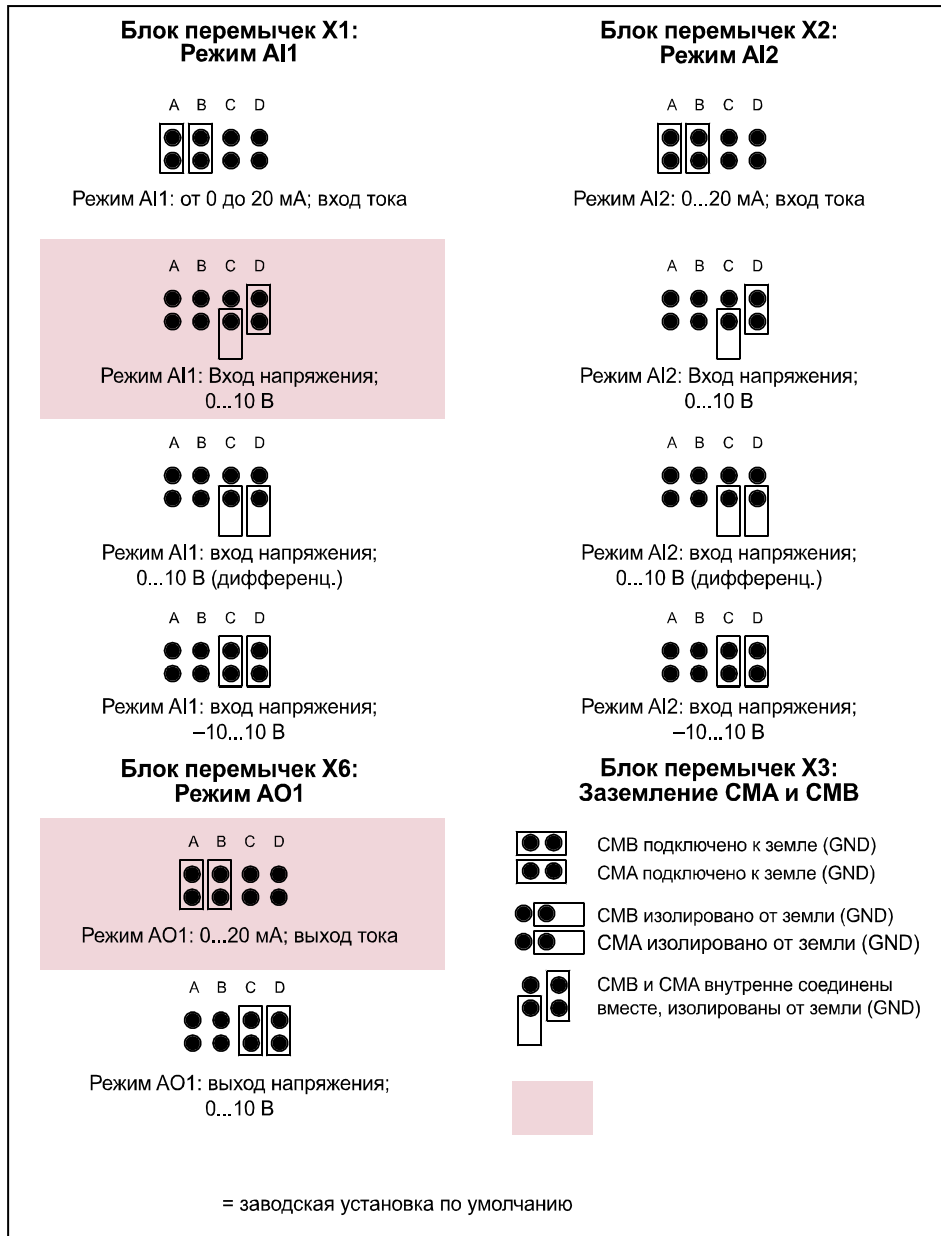 Блок перемычек X1:
Режим AI1
A B C D
Режим AI1: от 0 до 20 мА; вход тока
A B C D
Режим AI1: Вход напряжения;
0...10 В
A B C D
Режим AI1: вход напряжения;
0...10 В (дифференц.)
A B C D
Режим AI1: вход напряжения;
–10...10 В
Блок перемычек X6:
Режим AO1
A B C D
Режим AO1: 0...20 мА; выход тока
A B C D
Режим AO1: выход напряжения;
0...10 В
Блок перемычек X2:
Режим AI2
A B C D
Режим AI2: 0...20 мА; вход тока
A B C D
Режим AI2: Вход напряжения;
0...10 В
A B C D
Режим AI2: вход напряжения;
0...10 В (дифференц.)
A B C D
Режим AI2: вход напряжения;
–10...10 В
Блок перемычек X3:
Заземление CMA и CMB
CMB подключено к земле (GND)
CMA подключено к земле (GND)
CMB изолировано от земли (GND)
CMA изолировано от земли (GND)
CMB и CMA внутренне соединены
вместе, изолированы от земли (GND)
= заводская установка по умолчанию